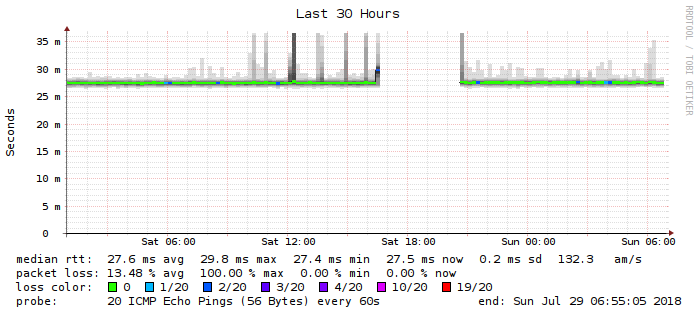 Last 30 Hours
RRDTOOL / TOBI OETIKER
Seconds
35 m
30 m
25 m
20 m
15 m
10 m
5 m
0
Sat 06:00 Sat 12:00 Sat 18:00 Sun 00:00 Sun 06:00
median rtt: 27.6 ms avg 29.8 ms max 27.4 ms min 27.5 ms now 0.2 ms sd 132.3 am/s
packet loss: 13.48 % avg 100.00 % max 0.00 % min 0.00 % now
loss color: 0 1/20 2/20 3/20 4/20 10/20 19/20
probe: 20 ICMP Echo Pings (56 Bytes) every 60s end: Sun Jul 29 06:55:05 2018